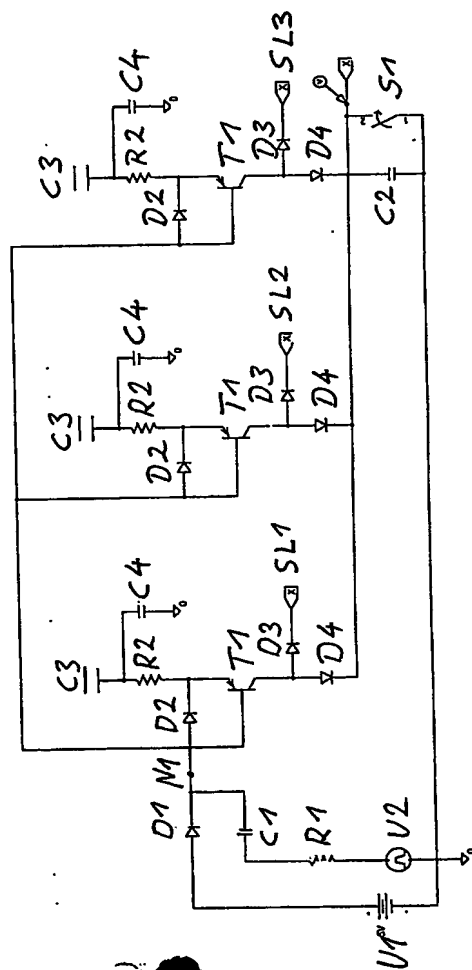 C3
C4
R2
D2
T1
D3
SL3
D4
S1
C2
C3
C4
R2
D2
T1
D3
SL2
D4
C3
C4
R2
D2
T1
D3
SL1
D4
N1
D1
C1
R1
U2
U1